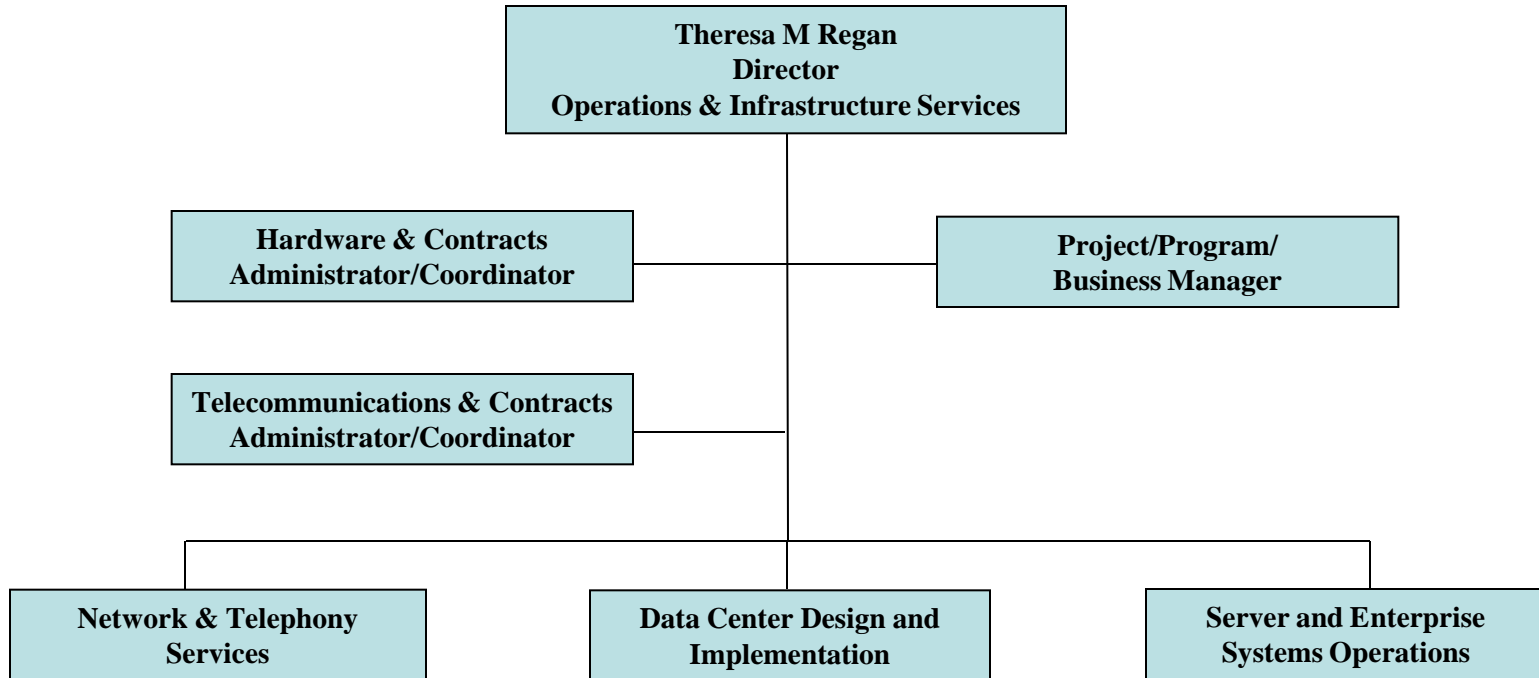 Theresa M Regan
Director
Operations & Infrastructure Services
Hardware & Contracts
Administrator/Coordinator
Project/Program/
Business Manager
Telecommunications & Contracts
Administrator/Coordinator
Network & Telephony
Services
Data Center Design and
Implementation
Server and Enterprise
Systems Operations